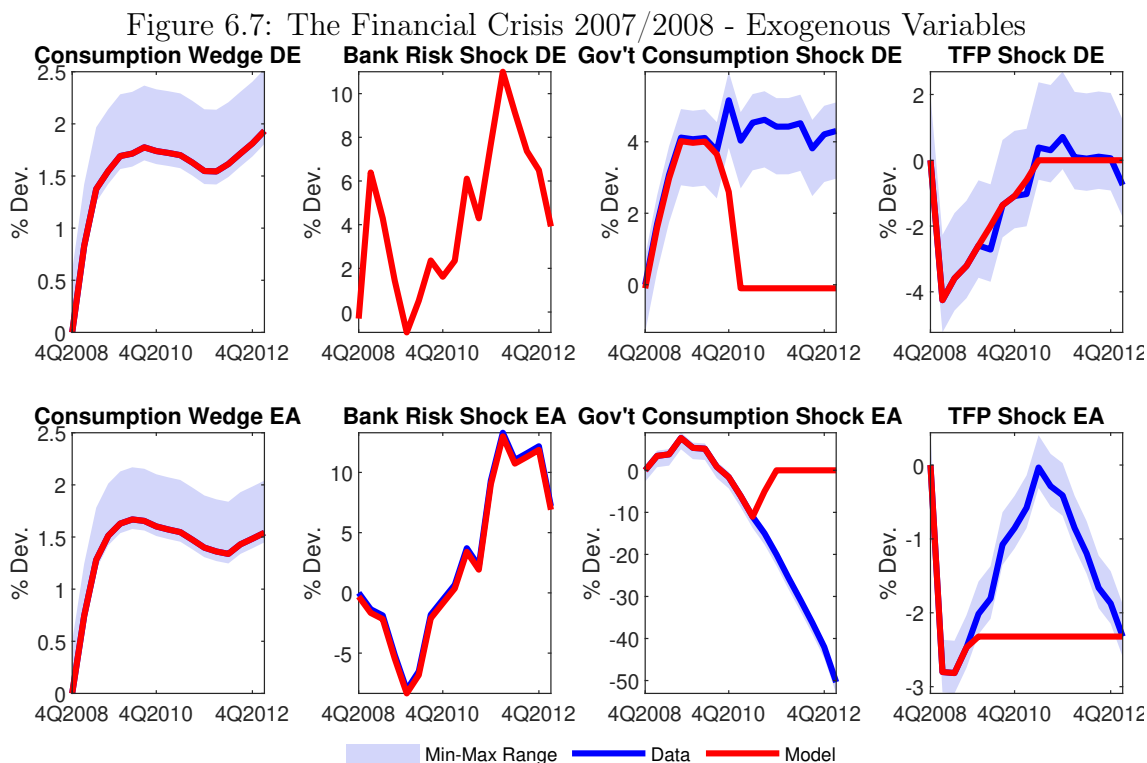 Figure 6.7: The Financial Crisis 2007/2008 - Exogenous Variables
Consumption Wedge DE
% Dev.
2.5
2
1.5
1
0.5
0
4Q2008 4Q2010 4Q2012
Bank Risk Shock DE
% Dev.
10
8
6
4
2
0
4Q2008 4Q2010 4Q2012
Gov't Consumption Shock DE
% Dev.
4
2
0
4Q2008 4Q2010 4Q2012
TFP Shock DE
% Dev.
2
0
-2
-4
4Q2008 4Q2010 4Q2012
Consumption Wedge EA
% Dev.
2.5
2
1.5
1
0.5
0
4Q2008 4Q2010 4Q2012
Bank Risk Shock EA
% Dev.
10
5
0
-5
4Q2008 4Q2010 4Q2012
Gov't Consumption Shock EA
% Dev.
0
-10
-20
-30
-40
-50
4Q2008 4Q2010 4Q2012
TFP Shock EA
% Dev.
0
-1
-2
-3
4Q2008 4Q2010 4Q2012
Min-Max Range Data Model